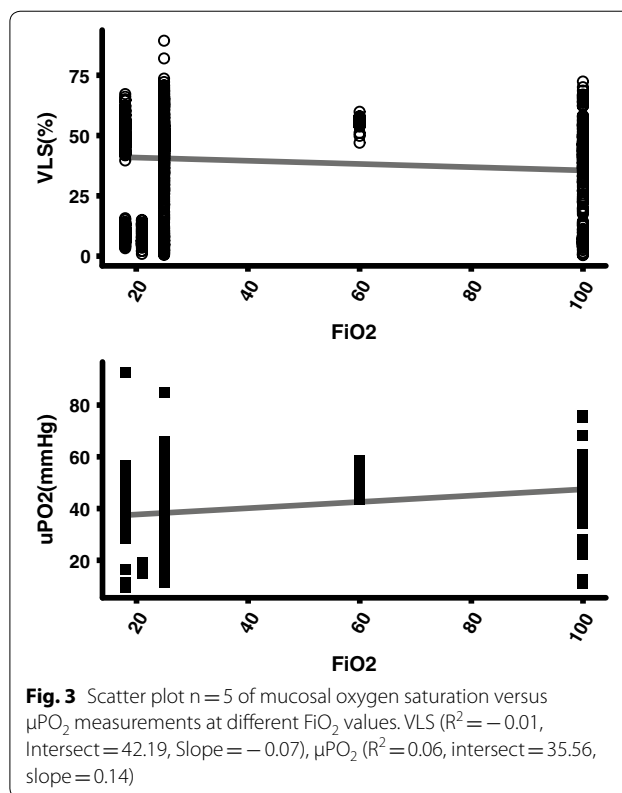 75
50
25
0
VLS(%)
20
40
60
80
100
FiO2
80
60
40
20
uPO2(mmHg)
20
40
60
80
100
FiO2
Fig. 3 Scatter plot n = 5 of mucosal oxygen saturation versus
μPO₂ measurements at different FiO₂ values. VLS (R² = − 0.01,
Intersect = 42.19, Slope = − 0.07), μPO₂ (R² = 0.06, intersect = 35.56,
slope = 0.14)